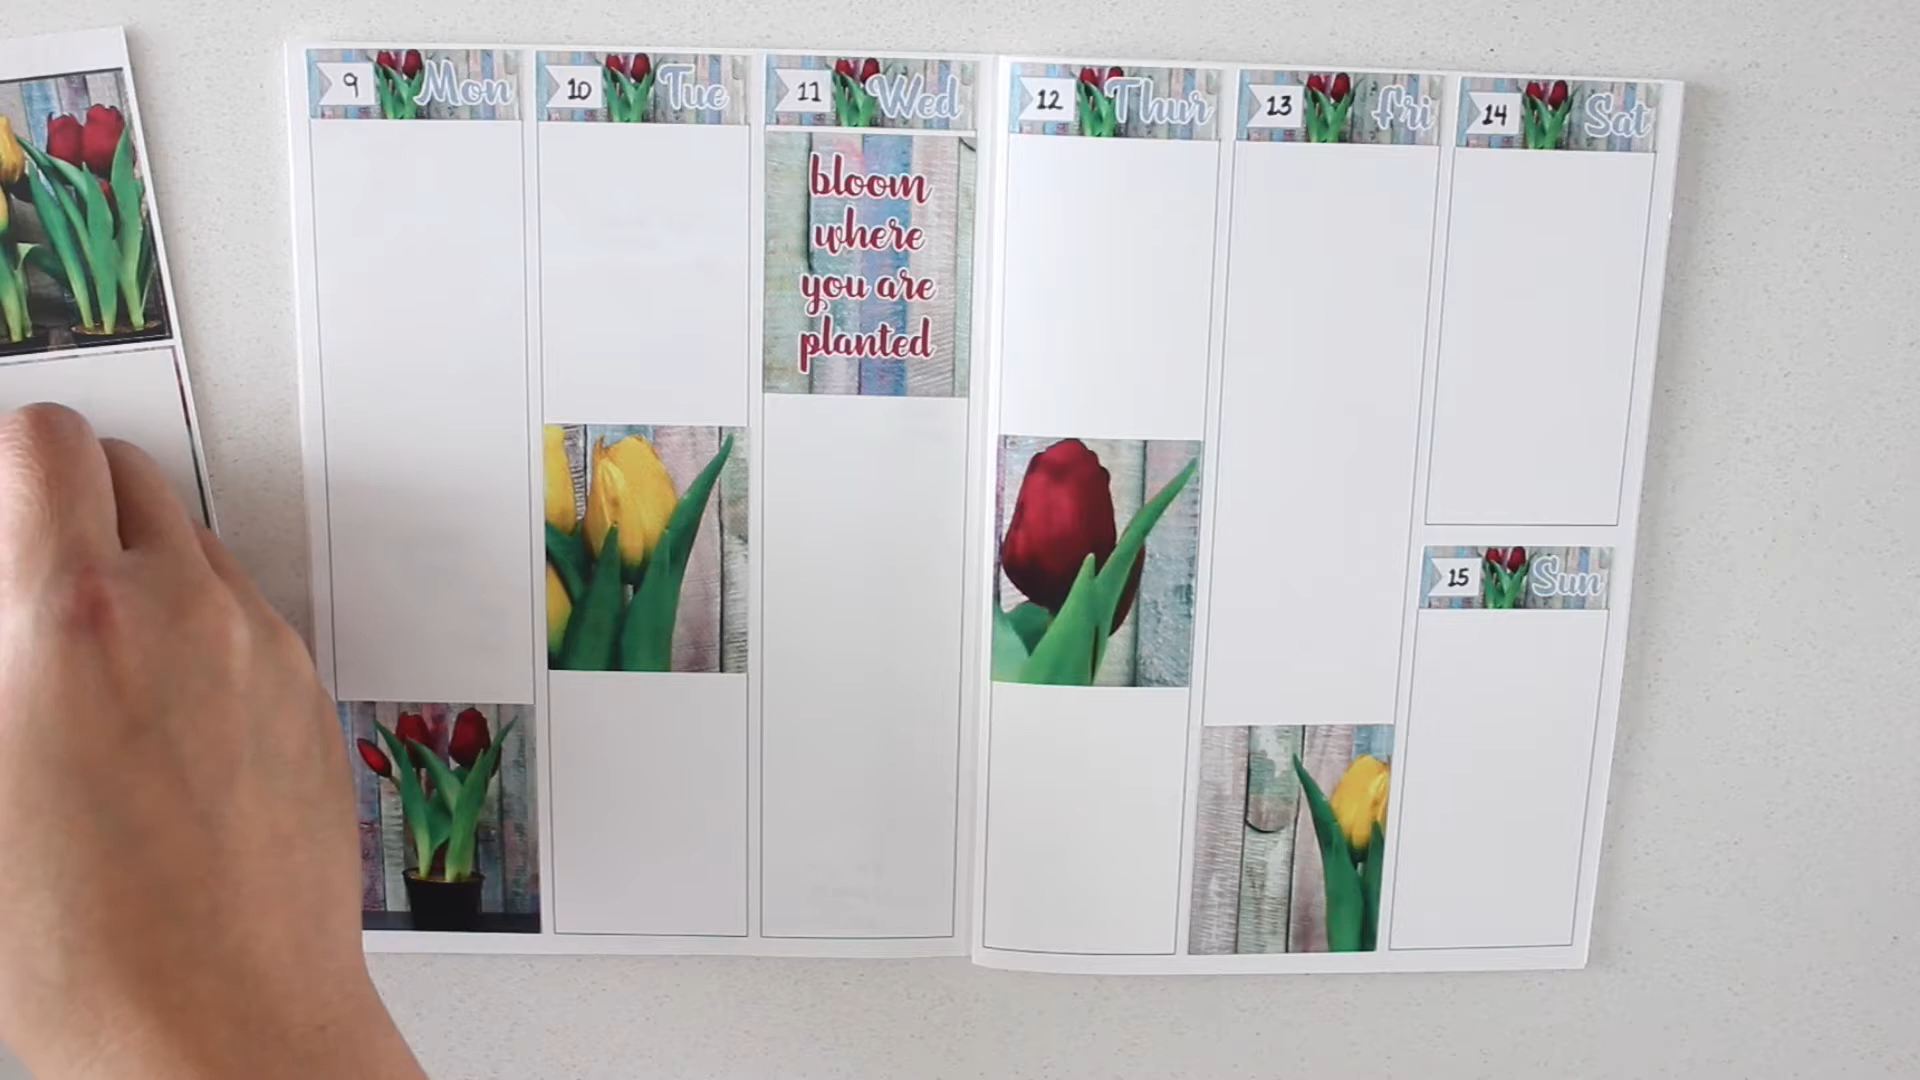 9 Mon
10 Tue
11 Wed
12 Thur
13 Fri
14 Sat
bloom
where
you are
planted
15 Sun